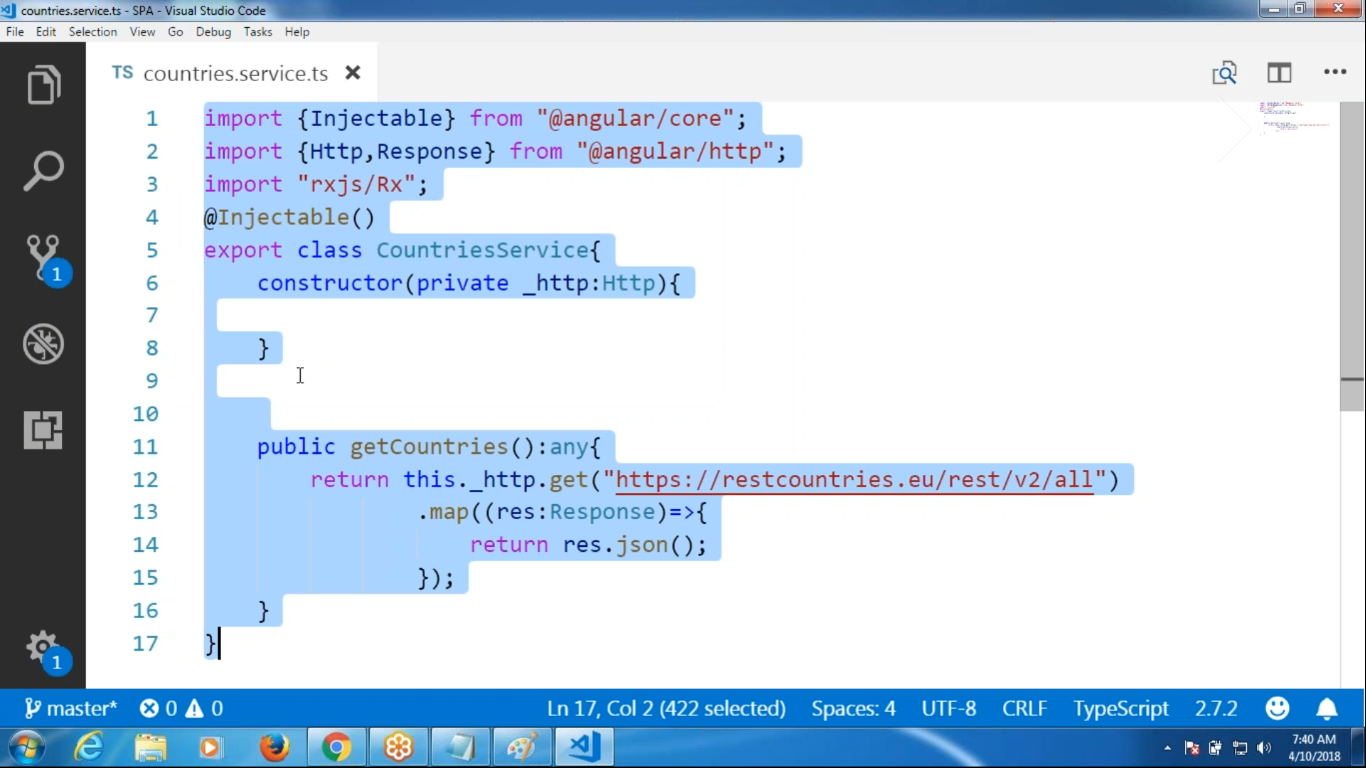 countries.service.ts - SPA - Visual Studio Code
File Edit Selection View Go Debug Tasks Help
TS countries.service.ts
1 import {Injectable} from "@angular/core";
2 import {Http,Response} from "@angular/http";
3 import "rxjs/Rx";
4 @Injectable()
5 export class CountriesService{
6 constructor(private _http:Http){
7
8 }
9
10
11 public getCountries():any{
12 return this._http.get("https://restcountries.eu/rest/v2/all")
13 .map((res:Response)=>{
14 return res.json();
15 });
16 }
17 }
1
1
master* 0 0 Ln 17, Col 2 (422 selected) Spaces: 4 UTF-8 CRLF TypeScript 2.7.2
7:40 AM
4/10/2018